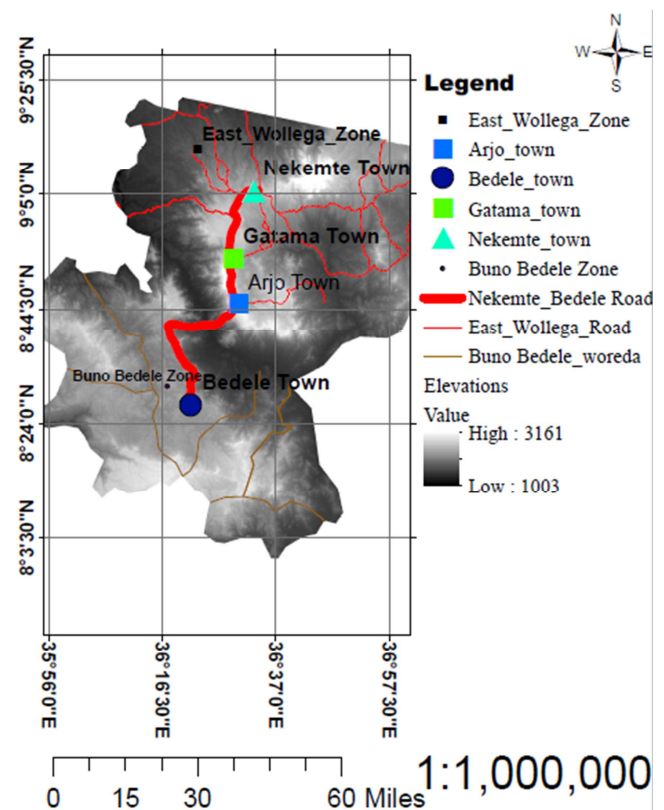 N
W E
S
9°25'30"N
9°5'0"N
8°44'30"N
8°24'0"N
8°3'30"N
East_Wollega_Zone
Nekemte Town
Gatama Town
Arjo Town
Buno Bedele Zone
Bedele Town
35°56'0"E
36°16'30"E
36°37'0"E
36°57'30"E
Legend
East_Wollega_Zone
Arjo_town
Bedele_town
Gatama_town
Nekemte_town
Buno Bedele Zone
Nekemte_Bedele Road
East_Wollega_Road
Buno Bedele_woreda
Elevations
Value
High : 3161
Low : 1003
0 15 30 60 Miles
1:1,000,000